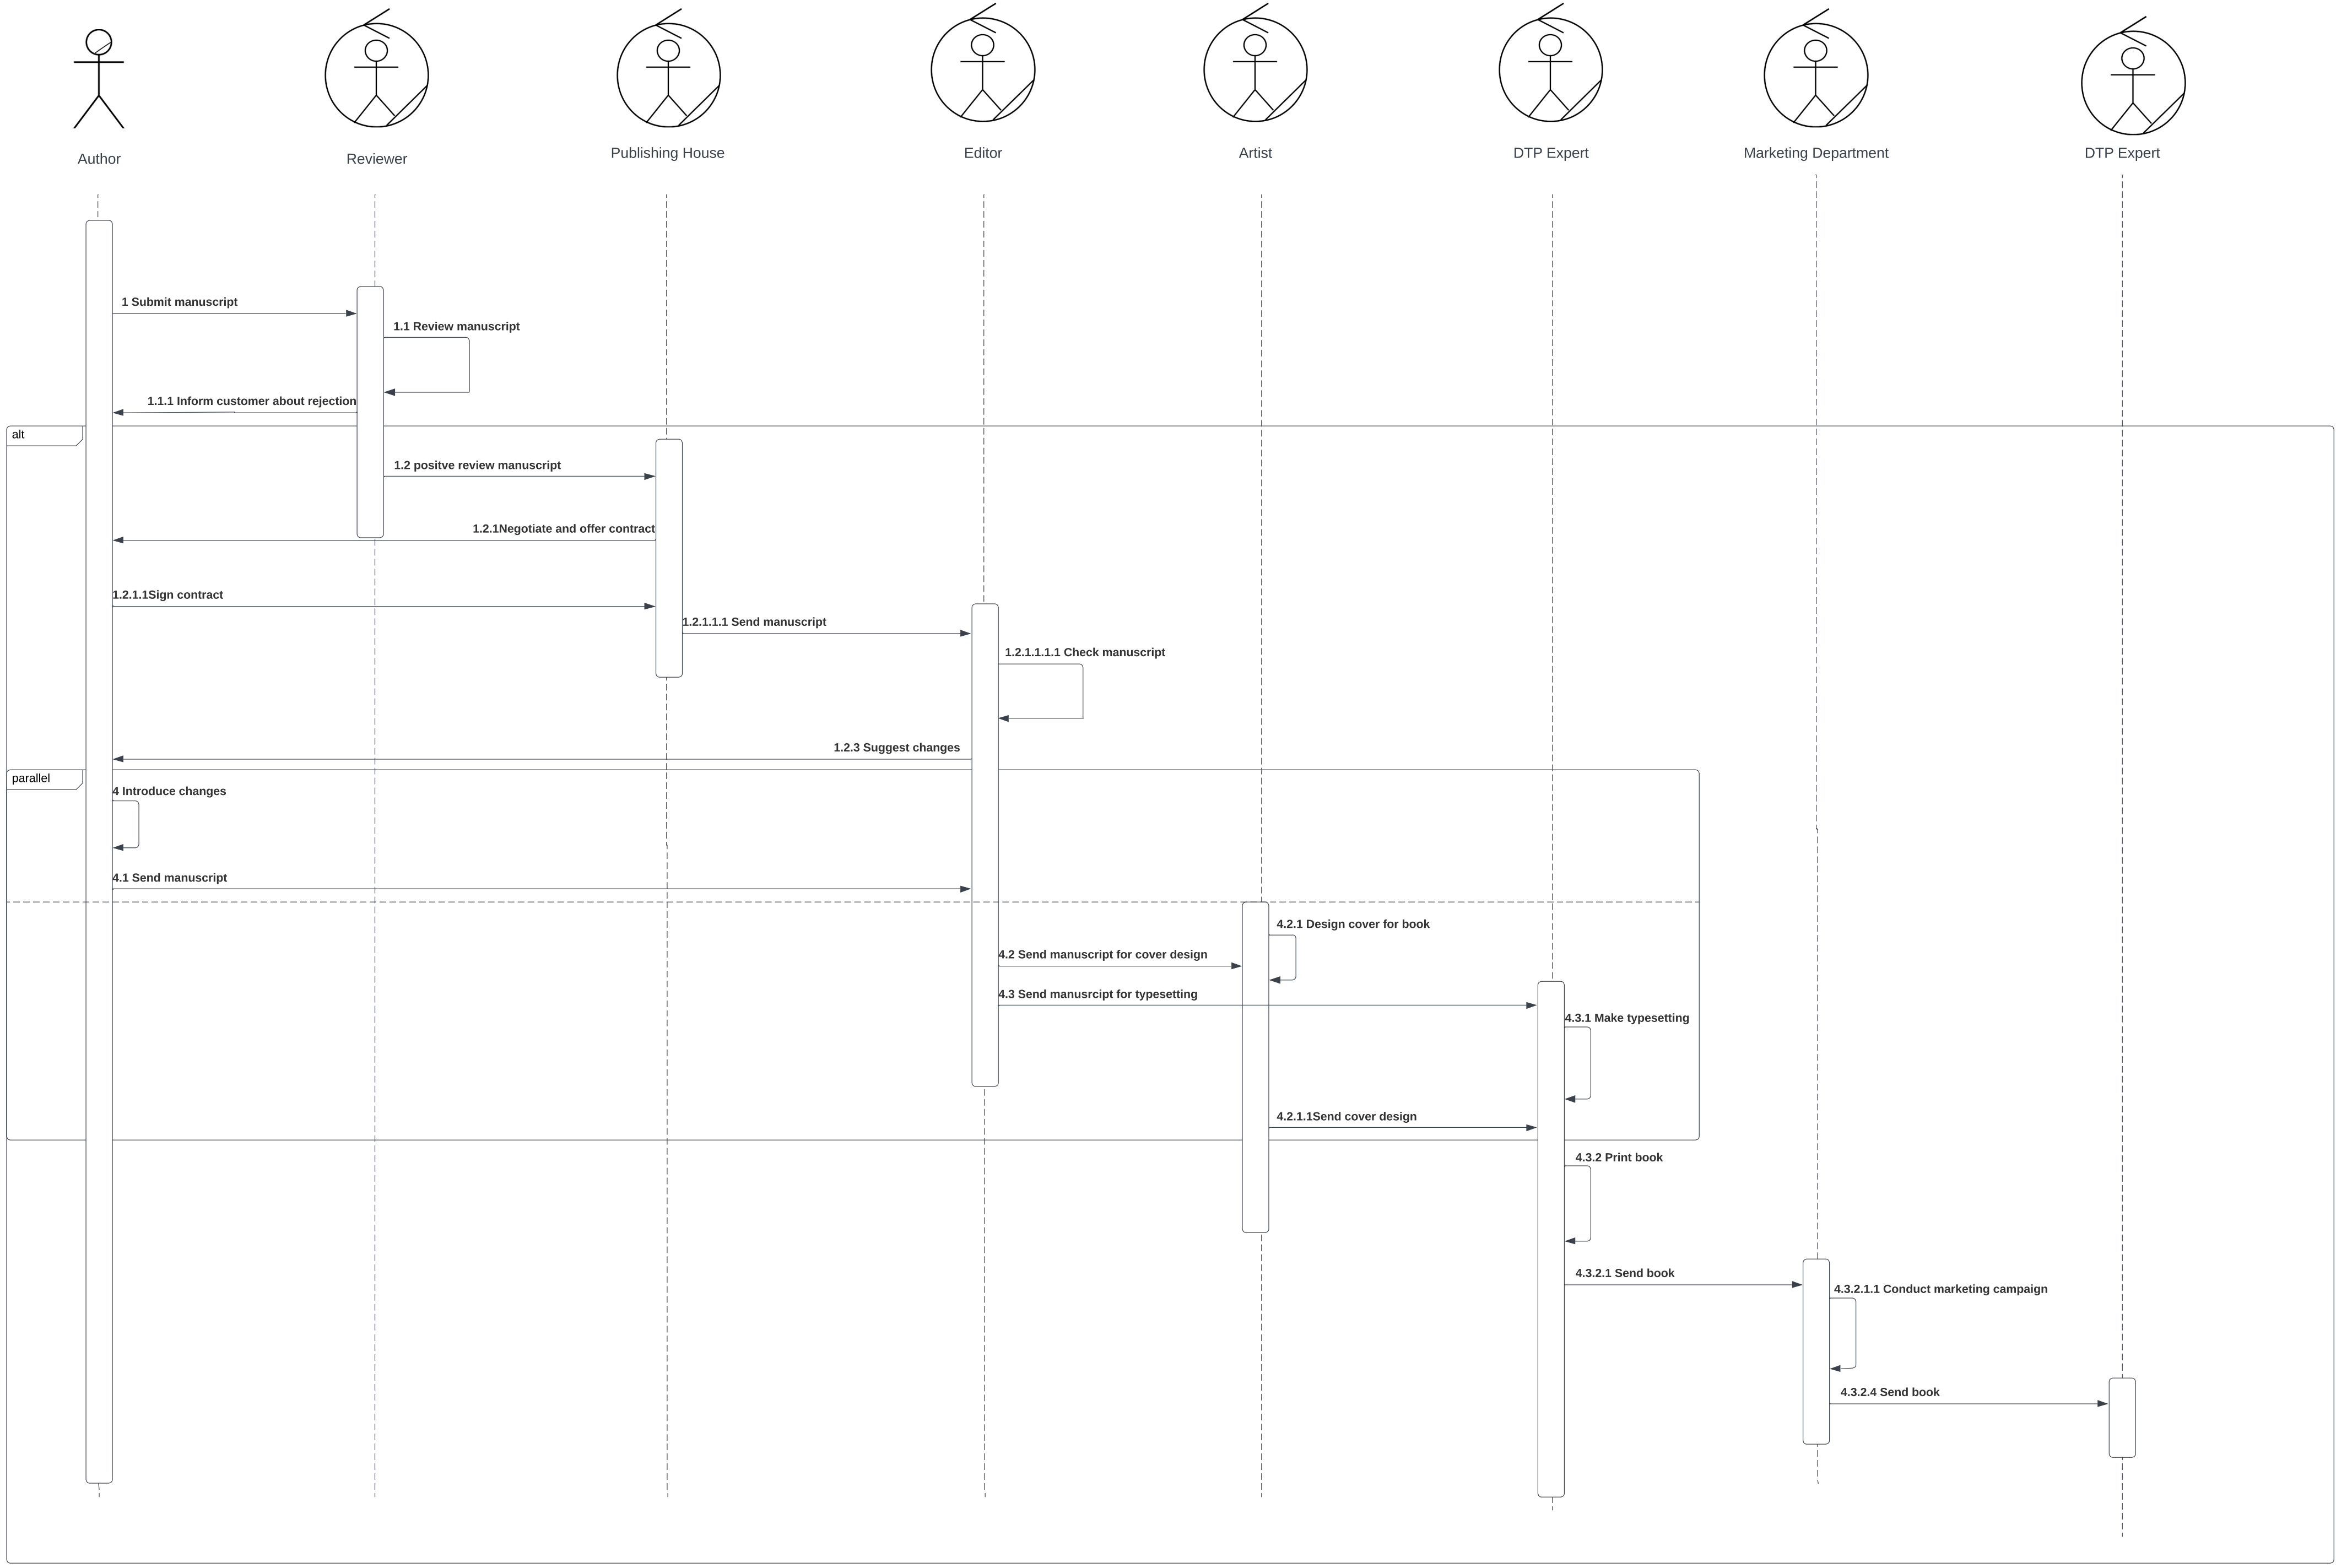 Author
Reviewer
Publishing House
Editor
Artist
DTP Expert
Marketing Department
DTP Expert
1 Submit manuscript
1.1 Review manuscript
1.1.1 Inform customer about rejection
alt
1.2 positve review manuscript
1.2.1Negotiate and offer contract
1.2.1.1Sign contract
1.2.1.1.1 Send manuscript
1.2.1.1.1.1 Check manuscript
1.2.3 Suggest changes
parallel
4 Introduce changes
4.1 Send manuscript
4.2.1 Design cover for book
4.2 Send manuscript for cover design
4.3 Send manusrcipt for typesetting
4.3.1 Make typesetting
4.2.1.1Send cover design
4.3.2 Print book
4.3.2.1 Send book
4.3.2.1.1 Conduct marketing campaign
4.3.2.4 Send book